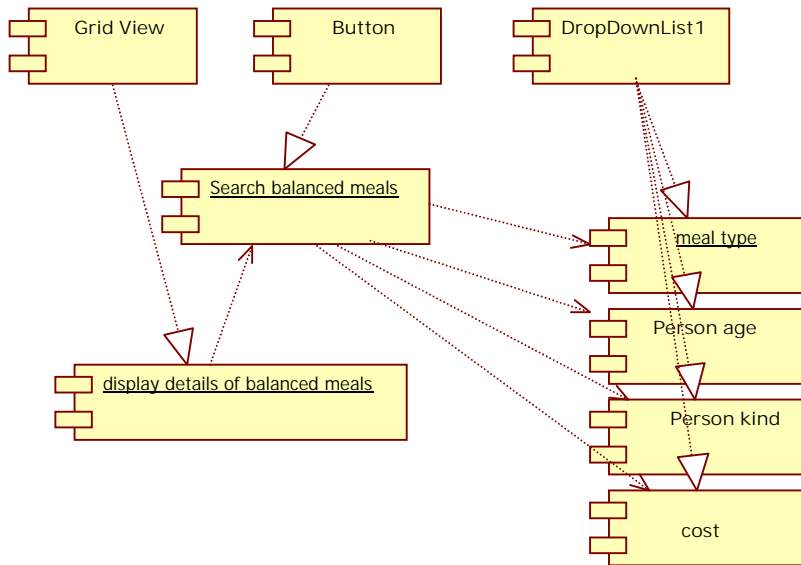 Grid View
Button
DropDownList1
Search balanced meals
meal type
Person age
display details of balanced meals
Person kind
cost